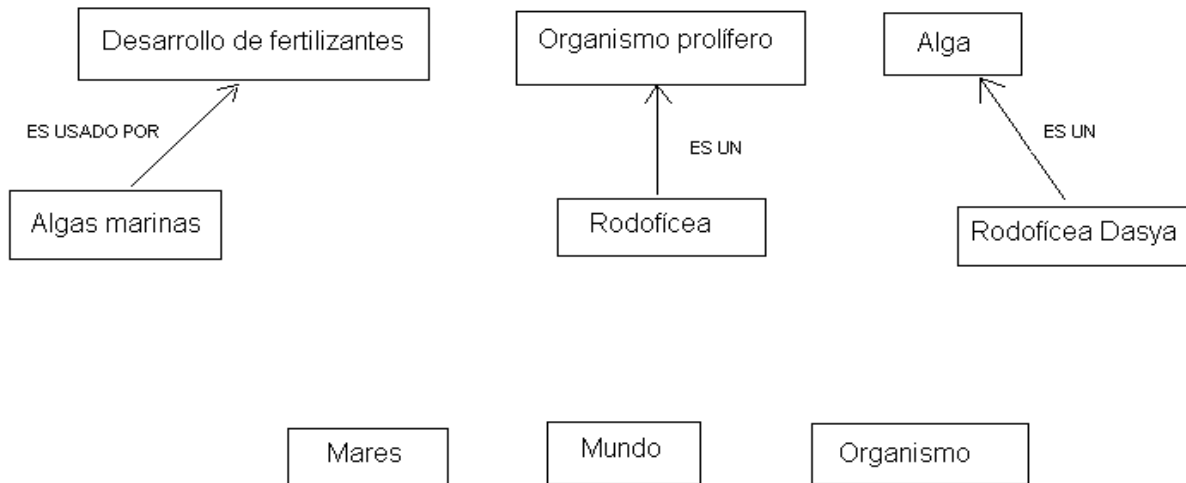 Desarrollo de fertilizantes
Organismo prolífero
Alga
ES USADO POR
ES UN
ES UN
Algas marinas
Rodofícea
Rodofícea Dasya
Mares
Mundo
Organismo